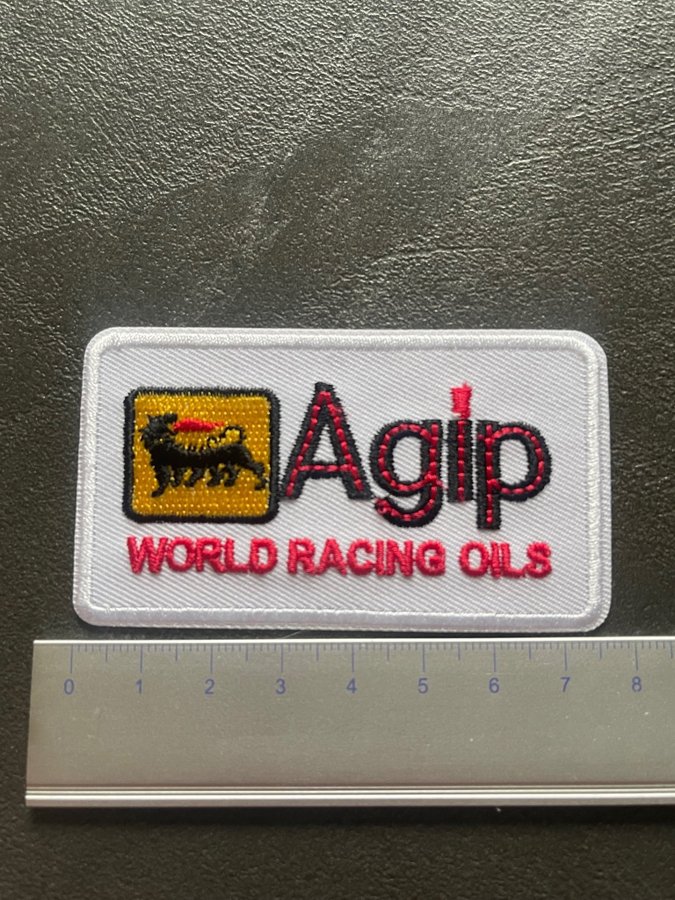 Agip
WORLD RACING OILS
0 1 2 3 4 5 6 7 8